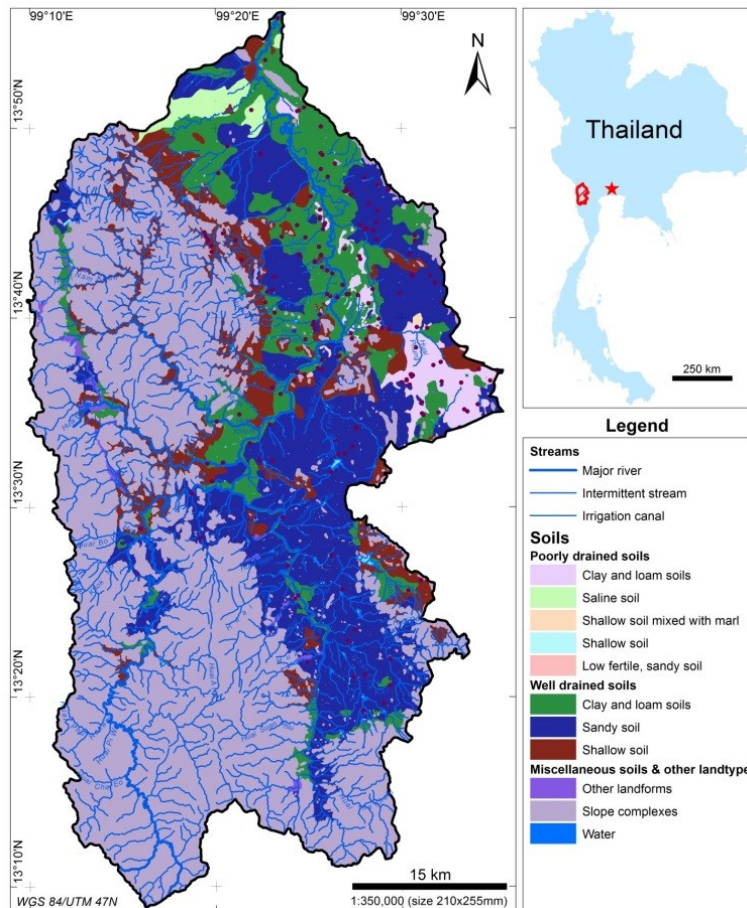 99°10'E
99°20'E
99°30'E
N
13°50'N
13°40'N
13°30'N
13°20'N
13°10'N
15 km
WGS 84/UTM 47N
1:350,000 (size 210x255mm)
Thailand
250 km
Legend
Streams
Major river
Intermittent stream
Irrigation canal
Soils
Poorly drained soils
Clay and loam soils
Saline soil
Shallow soil mixed with marl
Shallow soil
Low fertile, sandy soil
Well drained soils
Clay and loam soils
Sandy soil
Shallow soil
Miscellaneous soils & other landtype
Other landforms
Slope complexes
Water